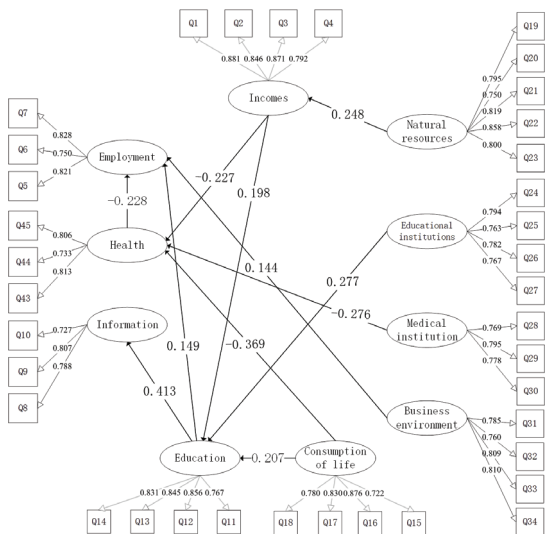 Q1 Q2 Q3 Q4
0.881 0.846 0.871 0.792
Incomes
0.248
Natural
resources
Q19
Q20
Q21
Q22
Q23
0.795
0.750
0.819
0.858
0.800
Q7
Q6
Q5
0.828
0.750
0.821
Employment
-0.228
-0.227
0.198
Q45
Q44
Q43
0.806
0.733
0.813
Health
Educational
institutions
Q24
Q25
Q26
Q27
0.794
0.763
0.782
0.767
0.144
0.277
-0.276
Q10
Q9
Q8
0.727
0.807
0.788
Information
Medical
institution
Q28
Q29
Q30
0.769
0.795
0.778
0.149
-0.369
0.413
Business
environment
Q31
Q32
Q33
Q34
0.785
0.760
0.809
0.810
Education
-0.207
Consumption
of life
0.831 0.845 0.856 0.767
0.780 0.830 0.876 0.722
Q14 Q13 Q12 Q11
Q18 Q17 Q16 Q15